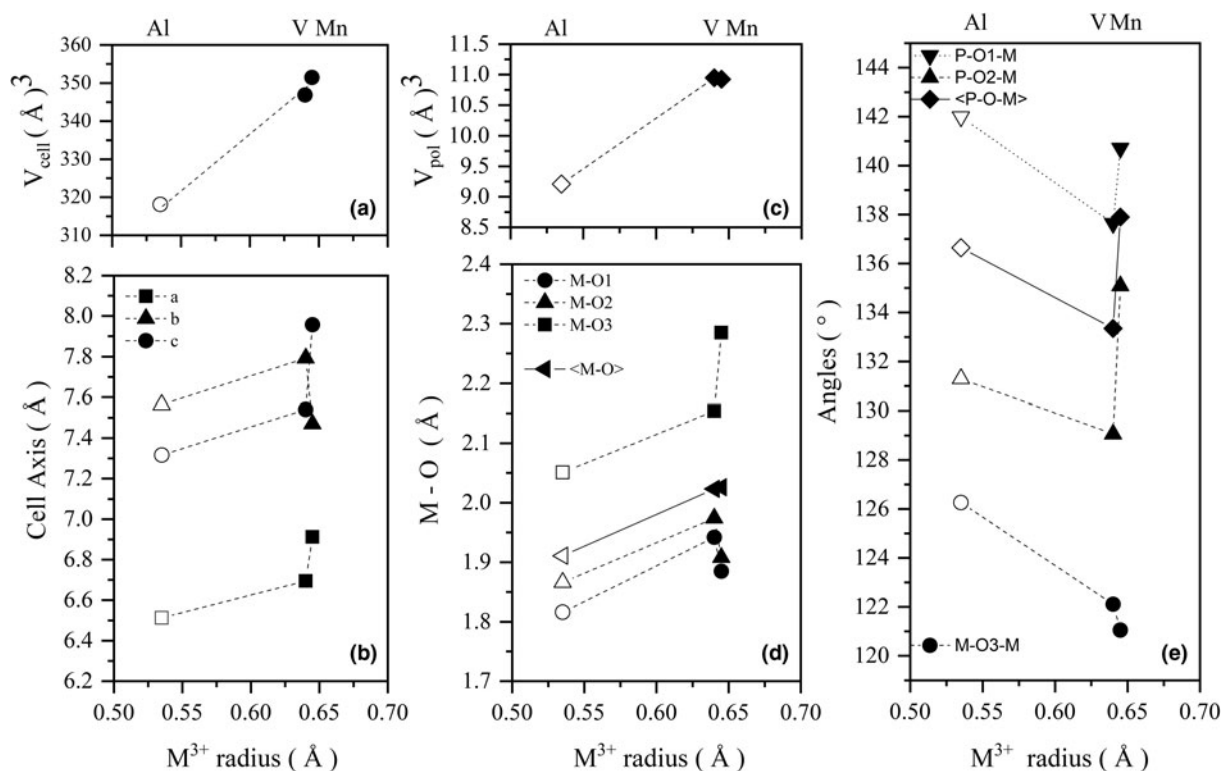 Al V Mn
360
350
340
330
320
310
V_cell ( Å )^3
(a)
8.2
8.0
7.8
7.6
7.4
7.2
7.0
6.8
6.6
6.4
6.2
Cell Axis ( Å )
a
b
c
(b)
0.50 0.55 0.60 0.65 0.70
M^3+ radius ( Å )
Al V Mn
11.5
11.0
10.5
10.0
9.5
9.0
8.5
V_pol ( Å )^3
(c)
2.4
2.3
2.2
2.1
2.0
1.9
1.8
1.7
M - O ( Å )
M-O1
M-O2
M-O3
<M-O>
(d)
0.50 0.55 0.60 0.65 0.70
M^3+ radius ( Å )
Al V Mn
144
142
140
138
136
134
132
130
128
126
124
122
120
Angles ( ° )
P-O1-M
P-O2-M
<P-O-M>
M-O3-M
(e)
0.50 0.55 0.60 0.65 0.70
M^3+ radius ( Å )